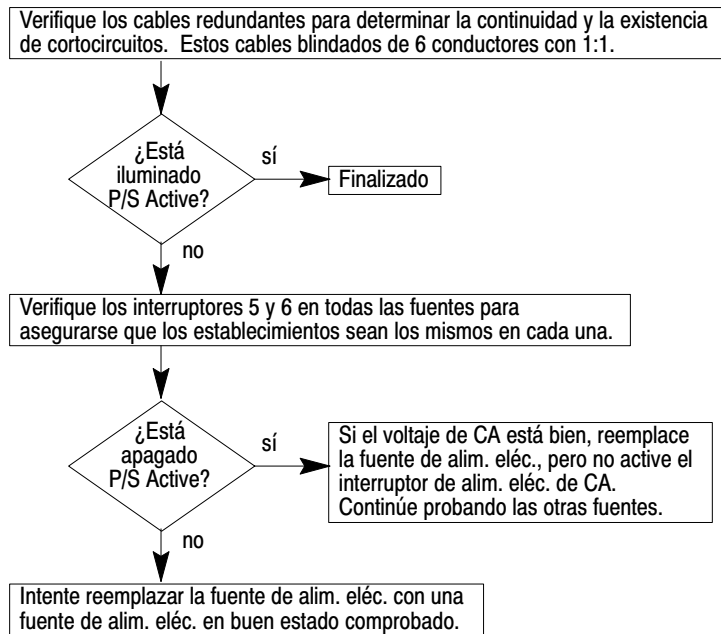 Verifique los cables redundantes para determinar la continuidad y la existencia
de cortocircuitos. Estos cables blindados de 6 conductores con 1:1.
¿Está
iluminado
P/S Active?
sí
Finalizado
no
Verifique los interruptores 5 y 6 en todas las fuentes para
asegurarse que los establecimientos sean los mismos en cada una.
¿Está
apagado
P/S Active?
sí
Si el voltaje de CA está bien, reemplace
la fuente de alim. eléc., pero no active el
interruptor de alim. eléc. de CA.
Continúe probando las otras fuentes.
no
Intente reemplazar la fuente de alim. eléc. con una
fuente de alim. eléc. en buen estado comprobado.